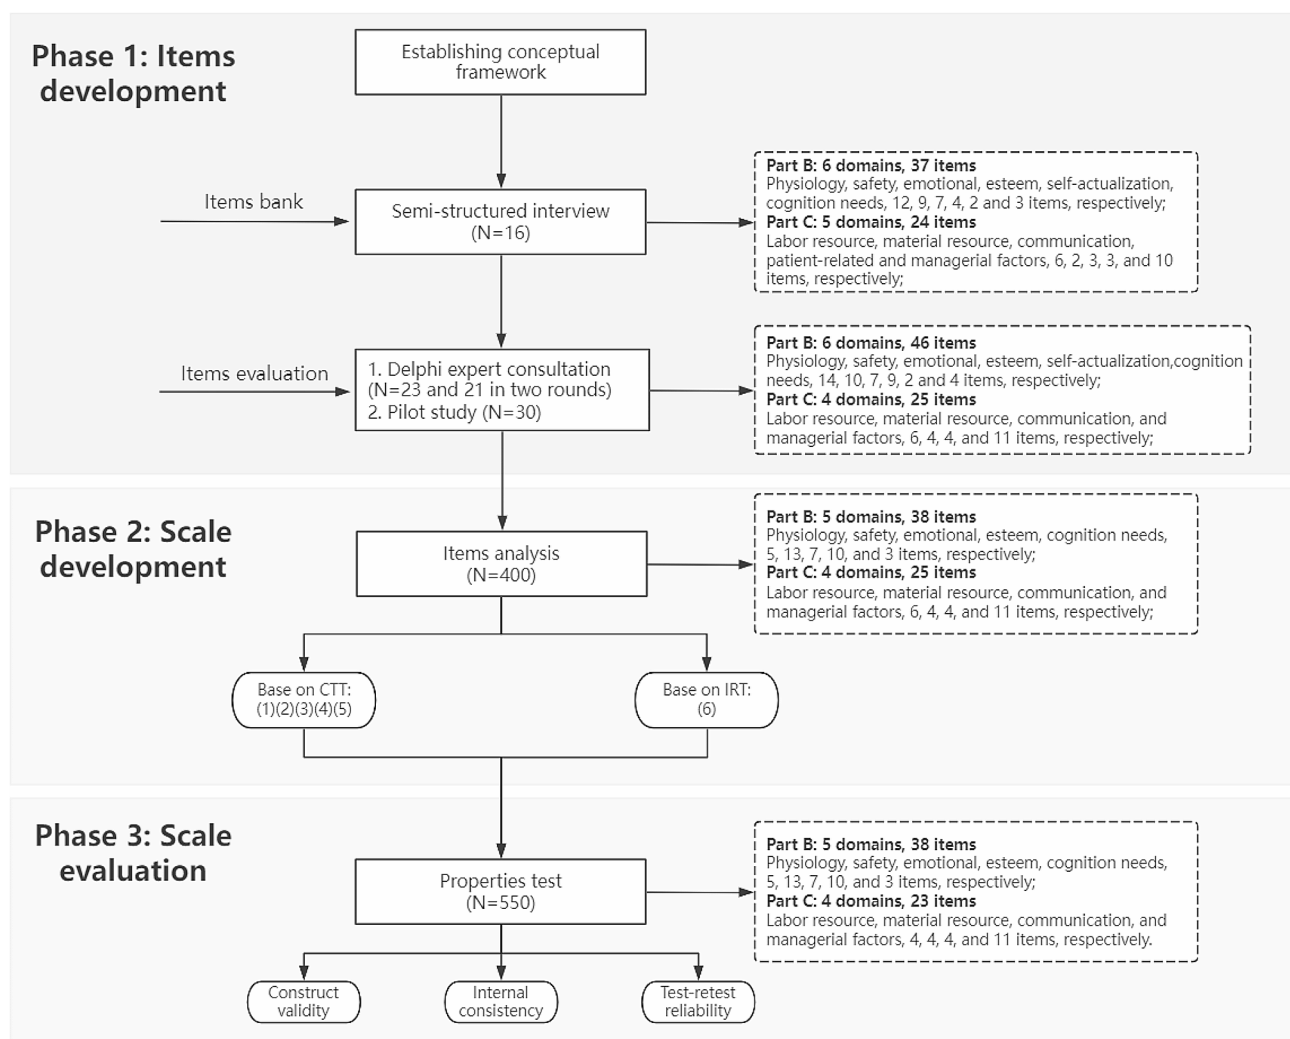 Phase 1: Items
development
Establishing conceptual
framework
Items bank
Semi-structured interview
(N=16)
Part B: 6 domains, 37 items
Physiology, safety, emotional, esteem, self-actualization,
cognition needs, 12, 9, 7, 4, 2 and 3 items, respectively;
Part C: 5 domains, 24 items
Labor resource, material resource, communication,
patient-related and managerial factors, 6, 2, 3, 3, and 10
items, respectively;
Items evaluation
1. Delphi expert consultation
(N=23 and 21 in two rounds)
2. Pilot study (N=30)
Part B: 6 domains, 46 items
Physiology, safety, emotional, esteem, self-actualization,cognition
needs, 14, 10, 7, 9, 2 and 4 items, respectively;
Part C: 4 domains, 25 items
Labor resource, material resource, communication, and
managerial factors, 6, 4, 4, and 11 items, respectively;
Phase 2: Scale
development
Items analysis
(N=400)
Part B: 5 domains, 38 items
Physiology, safety, emotional, esteem, cognition needs,
5, 13, 7, 10, and 3 items, respectively;
Part C: 4 domains, 25 items
Labor resource, material resource, communication, and
managerial factors, 6, 4, 4, and 11 items, respectively;
Base on CTT:
(1)(2)(3)(4)(5)
Base on IRT:
(6)
Phase 3: Scale
evaluation
Properties test
(N=550)
Part B: 5 domains, 38 items
Physiology, safety, emotional, esteem, cognition needs,
5, 13, 7, 10, and 3 items, respectively;
Part C: 4 domains, 23 items
Labor resource, material resource, communication, and
managerial factors, 4, 4, 4, and 11 items, respectively.
Construct
validity
Internal
consistency
Test-retest
reliability